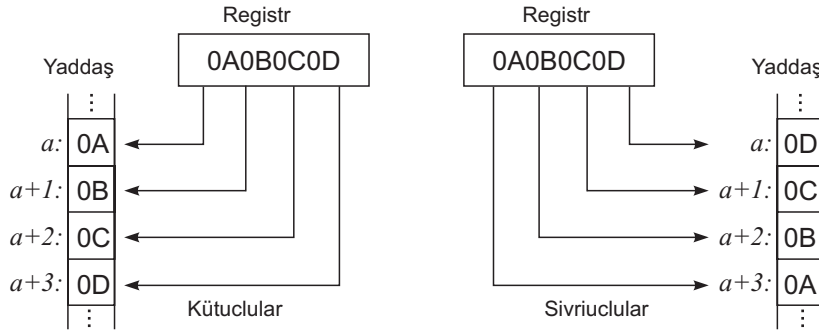 Registr
0A0B0C0D
Yaddaş
⋮
a: 0A
a+1: 0B
a+2: 0C
a+3: 0D
⋮
Kütuclular
Registr
0A0B0C0D
Yaddaş
⋮
a: 0D
a+1: 0C
a+2: 0B
a+3: 0A
⋮
Sivriuclular